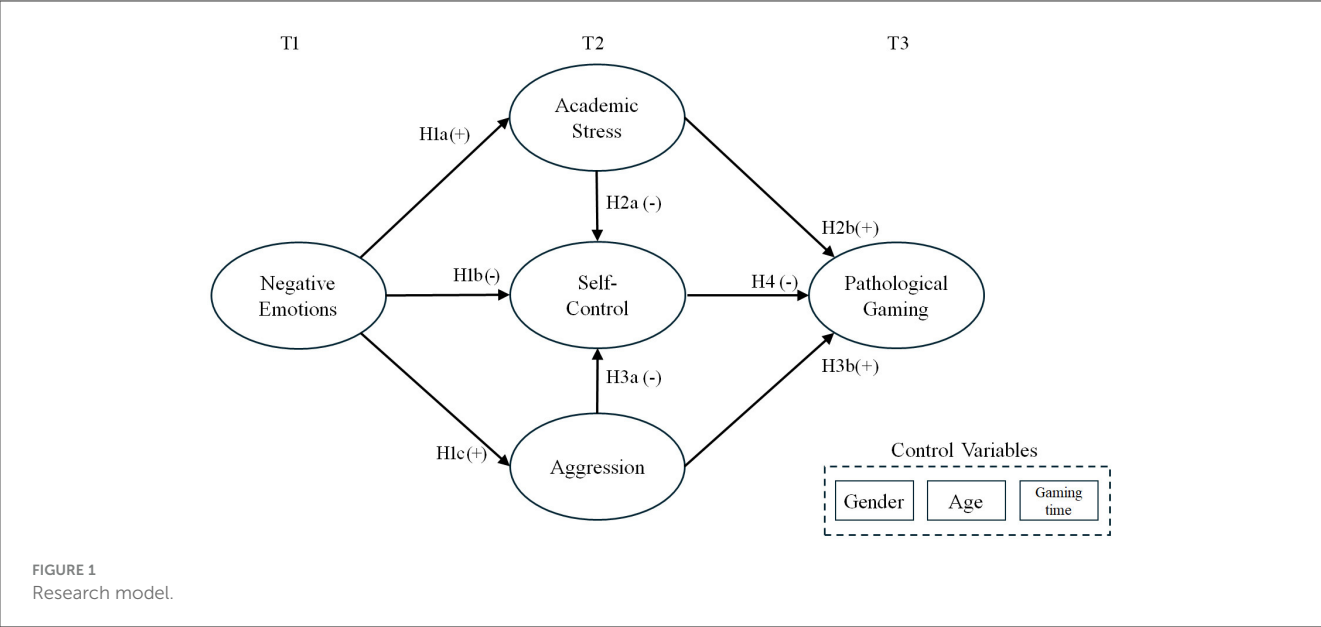 T1
T2
T3
Academic
Stress
H1a(+)
H2a (-)
H2b(+)
Negative
Emotions
H1b(-)
Self-
Control
H4 (-)
Pathological
Gaming
H3a (-)
H3b(+)
H1c(+)
Aggression
Control Variables
Gender
Age
Gaming
time
FIGURE 1
Research model.